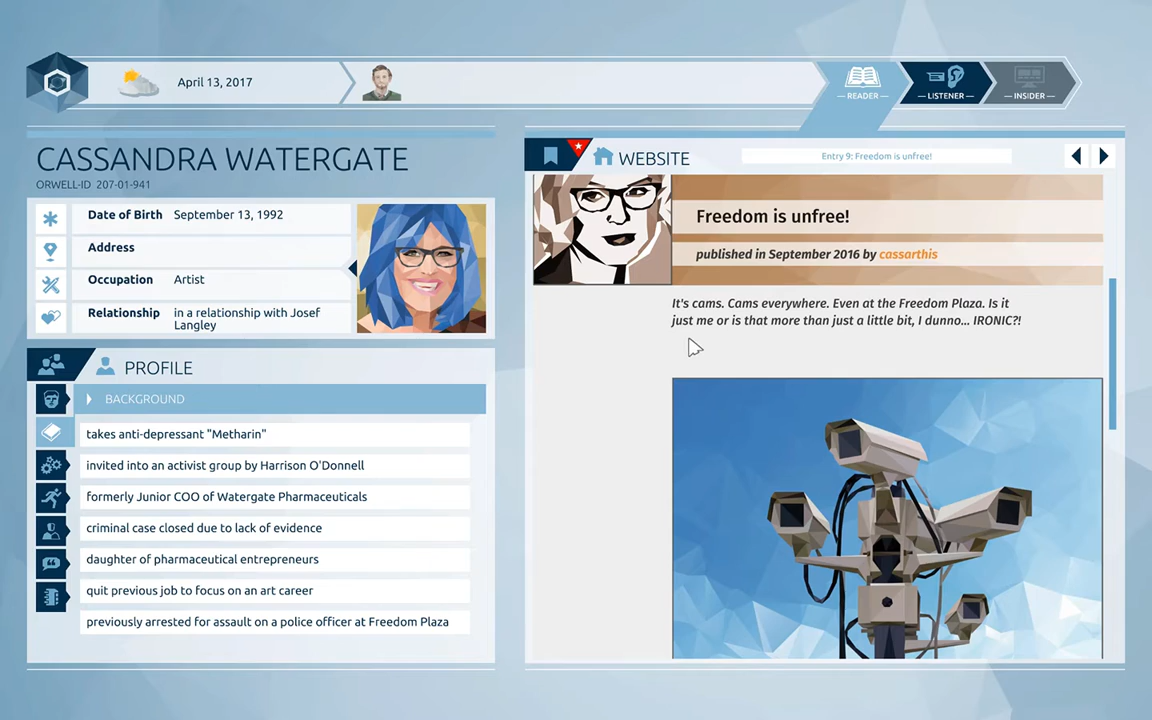 April 13, 2017
READER
LISTENER
INSIDER
CASSANDRA WATERGATE
ORWELL-ID 207-01-941
Date of Birth September 13, 1992
Address
Occupation Artist
Relationship in a relationship with Josef
Langley
PROFILE
BACKGROUND
takes anti-depressant "Metharin"
invited into an activist group by Harrison O'Donnell
formerly Junior COO of Watergate Pharmaceuticals
criminal case closed due to lack of evidence
daughter of pharmaceutical entrepreneurs
quit previous job to focus on an art career
previously arrested for assault on a police officer at Freedom Plaza
WEBSITE
Entry 9: Freedom is unfree!
Freedom is unfree!
published in September 2016 by cassarthis
It's cams. Cams everywhere. Even at the Freedom Plaza. Is it
just me or is that more than just a little bit, I dunno... IRONIC?!